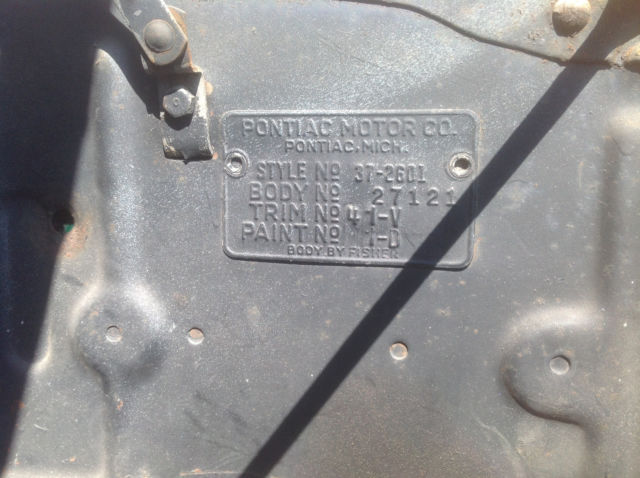 PONTIAC MOTOR CO.
PONTIAC, MICH.
STYLE Nº 37-2601
BODY Nº 27121
TRIM Nº 41-V
PAINT Nº 1-D
BODY BY FISHER